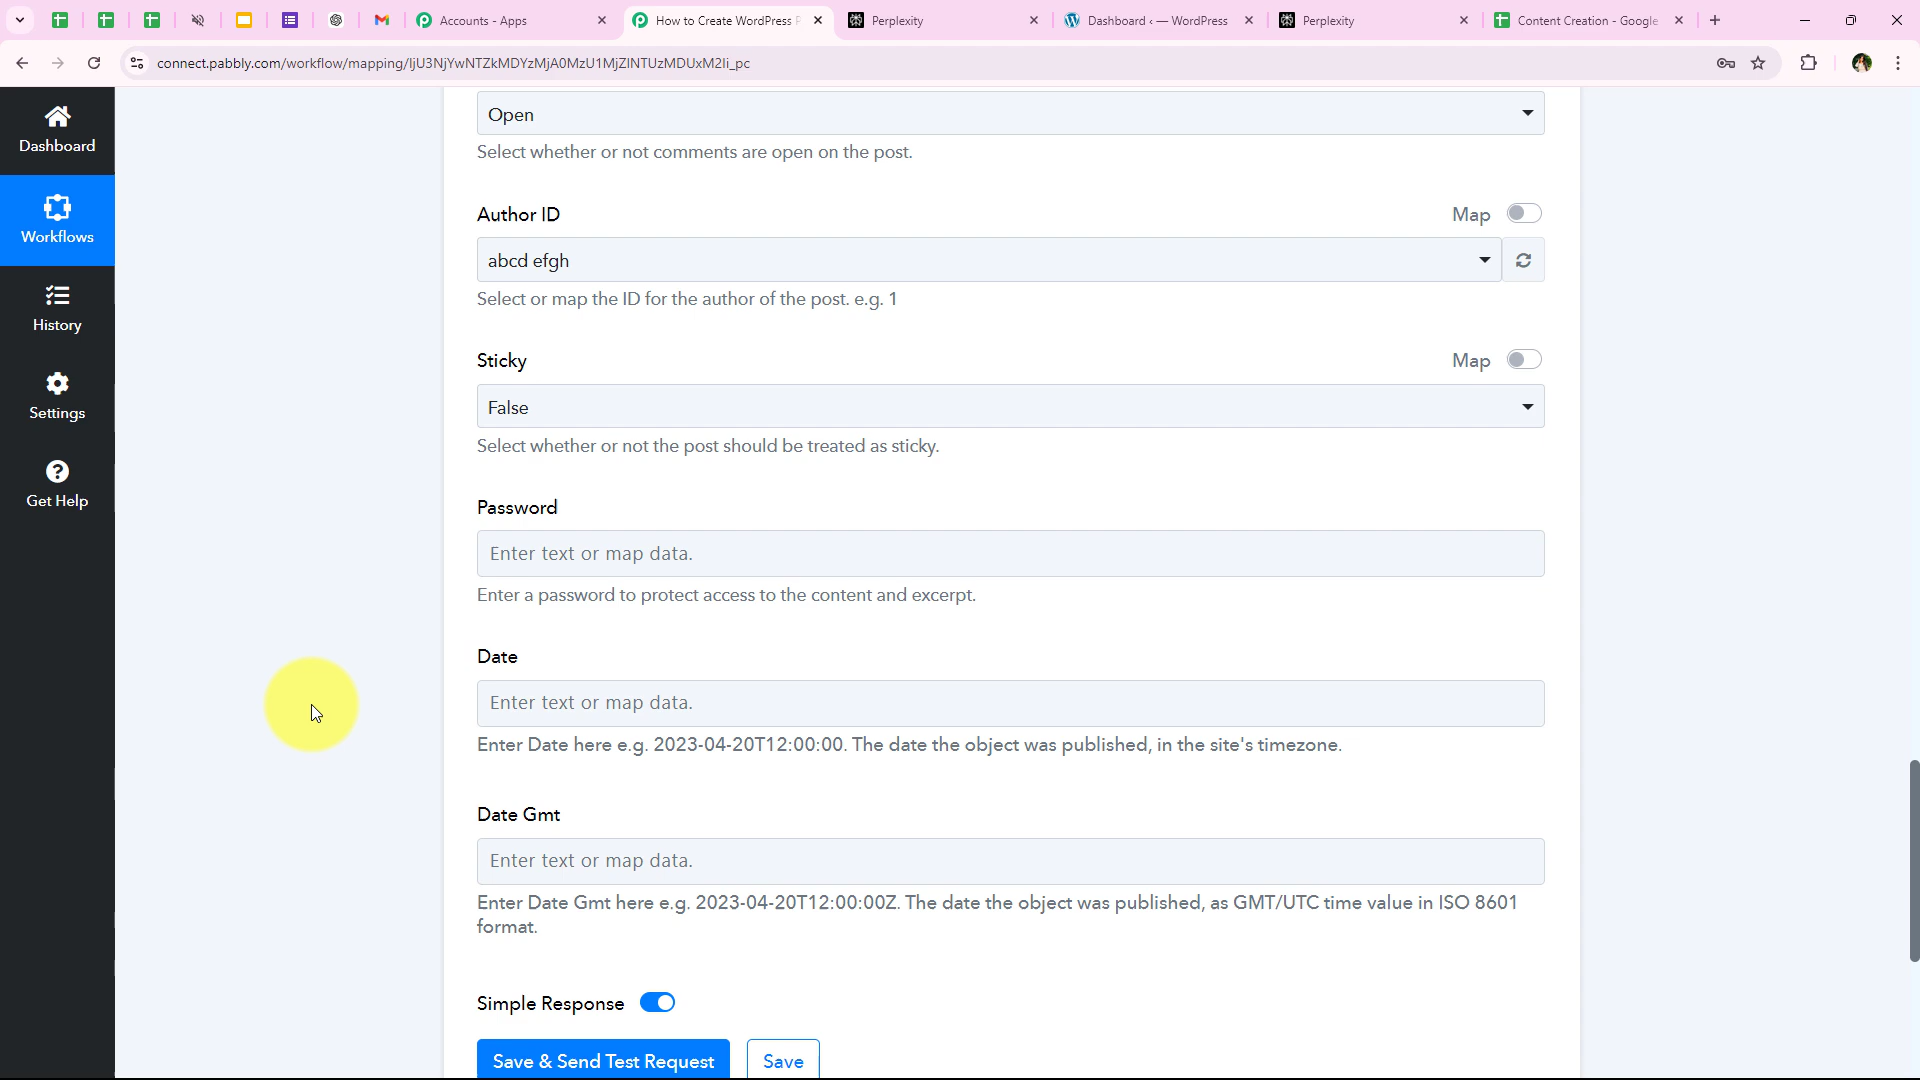 Accounts - Apps
How to Create WordPress P
Perplexity
Dashboard ‹ — WordPress
Perplexity
Content Creation - Google
connect.pabbly.com/workflow/mapping/IjU3NjYwNTZkMDYzMjA0MzU1MjZlNTUzMDUxM2Ii_pc
Dashboard
Workflows
History
Settings
Get Help
Open
Select whether or not comments are open on the post.
Author ID
Map
abcd efgh
Select or map the ID for the author of the post. e.g. 1
Sticky
Map
False
Select whether or not the post should be treated as sticky.
Password
Enter text or map data.
Enter a password to protect access to the content and excerpt.
Date
Enter text or map data.
Enter Date here e.g. 2023-04-20T12:00:00. The date the object was published, in the site's timezone.
Date Gmt
Enter text or map data.
Enter Date Gmt here e.g. 2023-04-20T12:00:00Z. The date the object was published, as GMT/UTC time value in ISO 8601
format.
Simple Response
Save & Send Test Request
Save